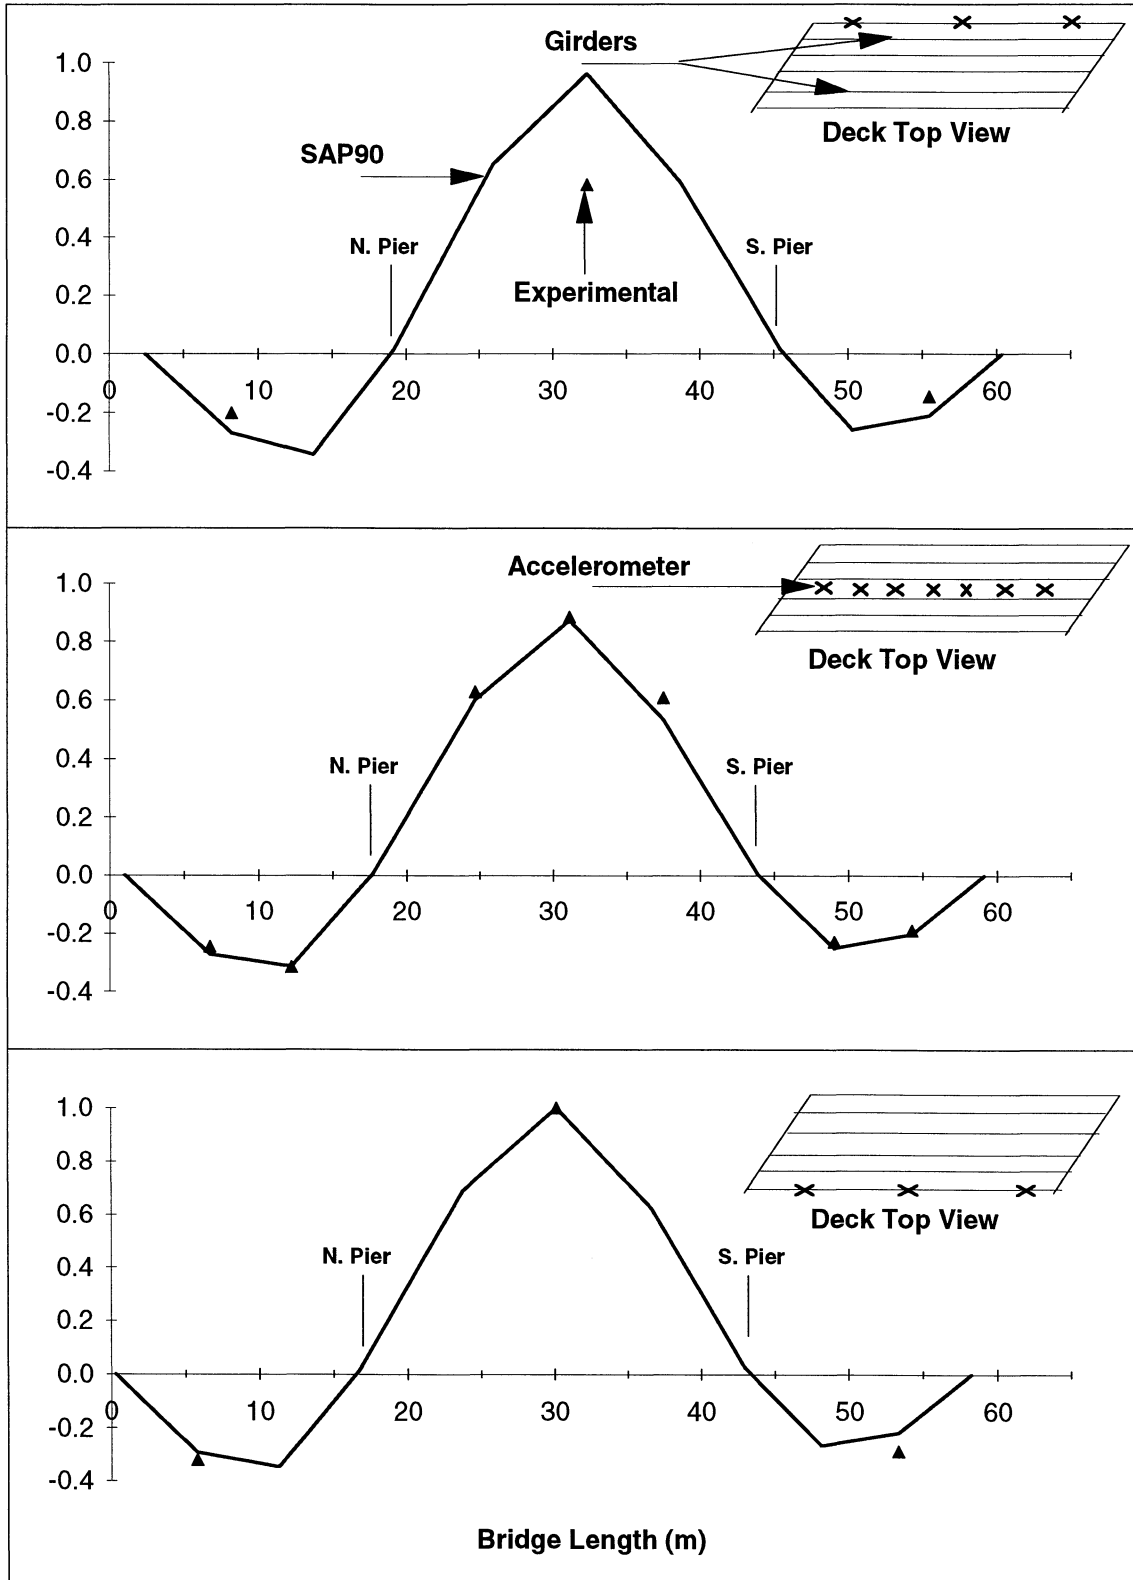 Girders
1.0
Deck Top View
0.8
SAP90
0.6
N. Pier
S. Pier
0.4
Experimental
0.2
0.0
0 10 20 30 40 50 60
-0.2
-0.4
Accelerometer
1.0
Deck Top View
0.8
0.6
N. Pier
S. Pier
0.4
0.2
0.0
0 10 20 30 40 50 60
-0.2
-0.4
1.0
0.8
Deck Top View
0.6
N. Pier
S. Pier
0.4
0.2
0.0
0 10 20 30 40 50 60
-0.2
-0.4
Bridge Length (m)